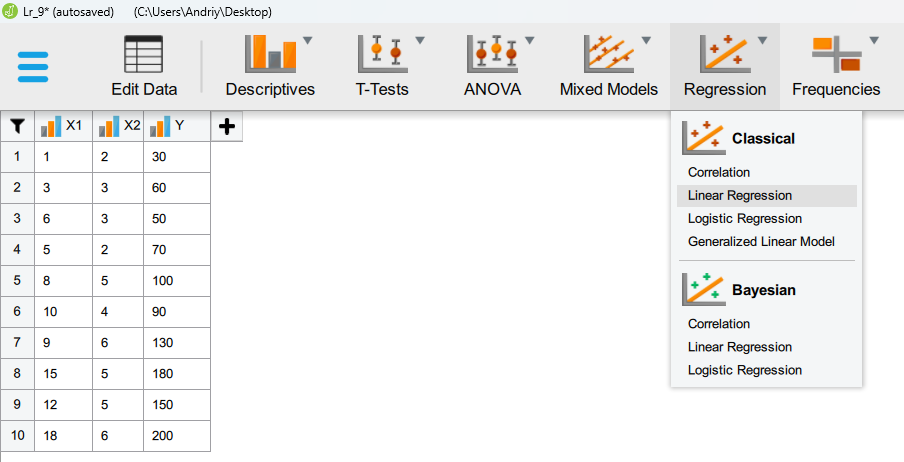 Lr_9* (autosaved) (C:\Users\Andriy\Desktop)
Edit Data Descriptives T-Tests ANOVA Mixed Models Regression Frequencies
X1 X2 Y
1 1 2 30
2 3 3 60
3 6 3 50
4 5 2 70
5 8 5 100
6 10 4 90
7 9 6 130
8 15 5 180
9 12 5 150
10 18 6 200
Classical
Correlation
Linear Regression
Logistic Regression
Generalized Linear Model
Bayesian
Correlation
Linear Regression
Logistic Regression